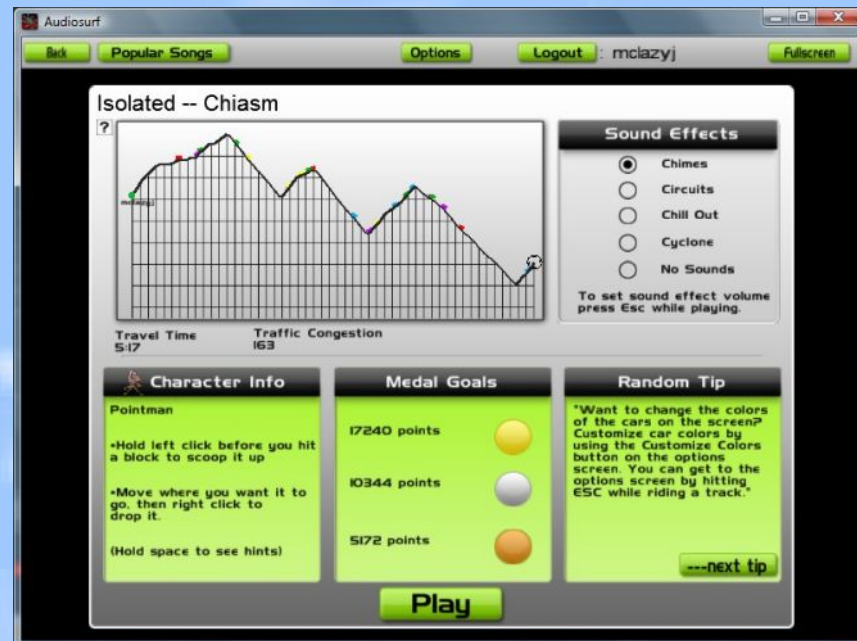 Audiosurf
Back
Popular Songs
Options
Logout : mclazyj
Fullscreen
Isolated -- Chiasm
?
mclazyj
Travel Time
5:17
Traffic Congestion
163
Sound Effects
Chimes
Circuits
Chill Out
Cyclone
No Sounds
To set sound effect volume
press Esc while playing.
Character Info
Pointman
•Hold left click before you hit
a block to scoop it up
•Move where you want it to
go, then right click to
drop it.
(Hold space to see hints)
Medal Goals
17240 points
10344 points
5172 points
Random Tip
"Want to change the colors
of the cars on the screen?
Customize car colors by
using the Customize Colors
button on the options
screen. You can get to the
options screen by hitting
ESC while riding a track."
---next tip
Play